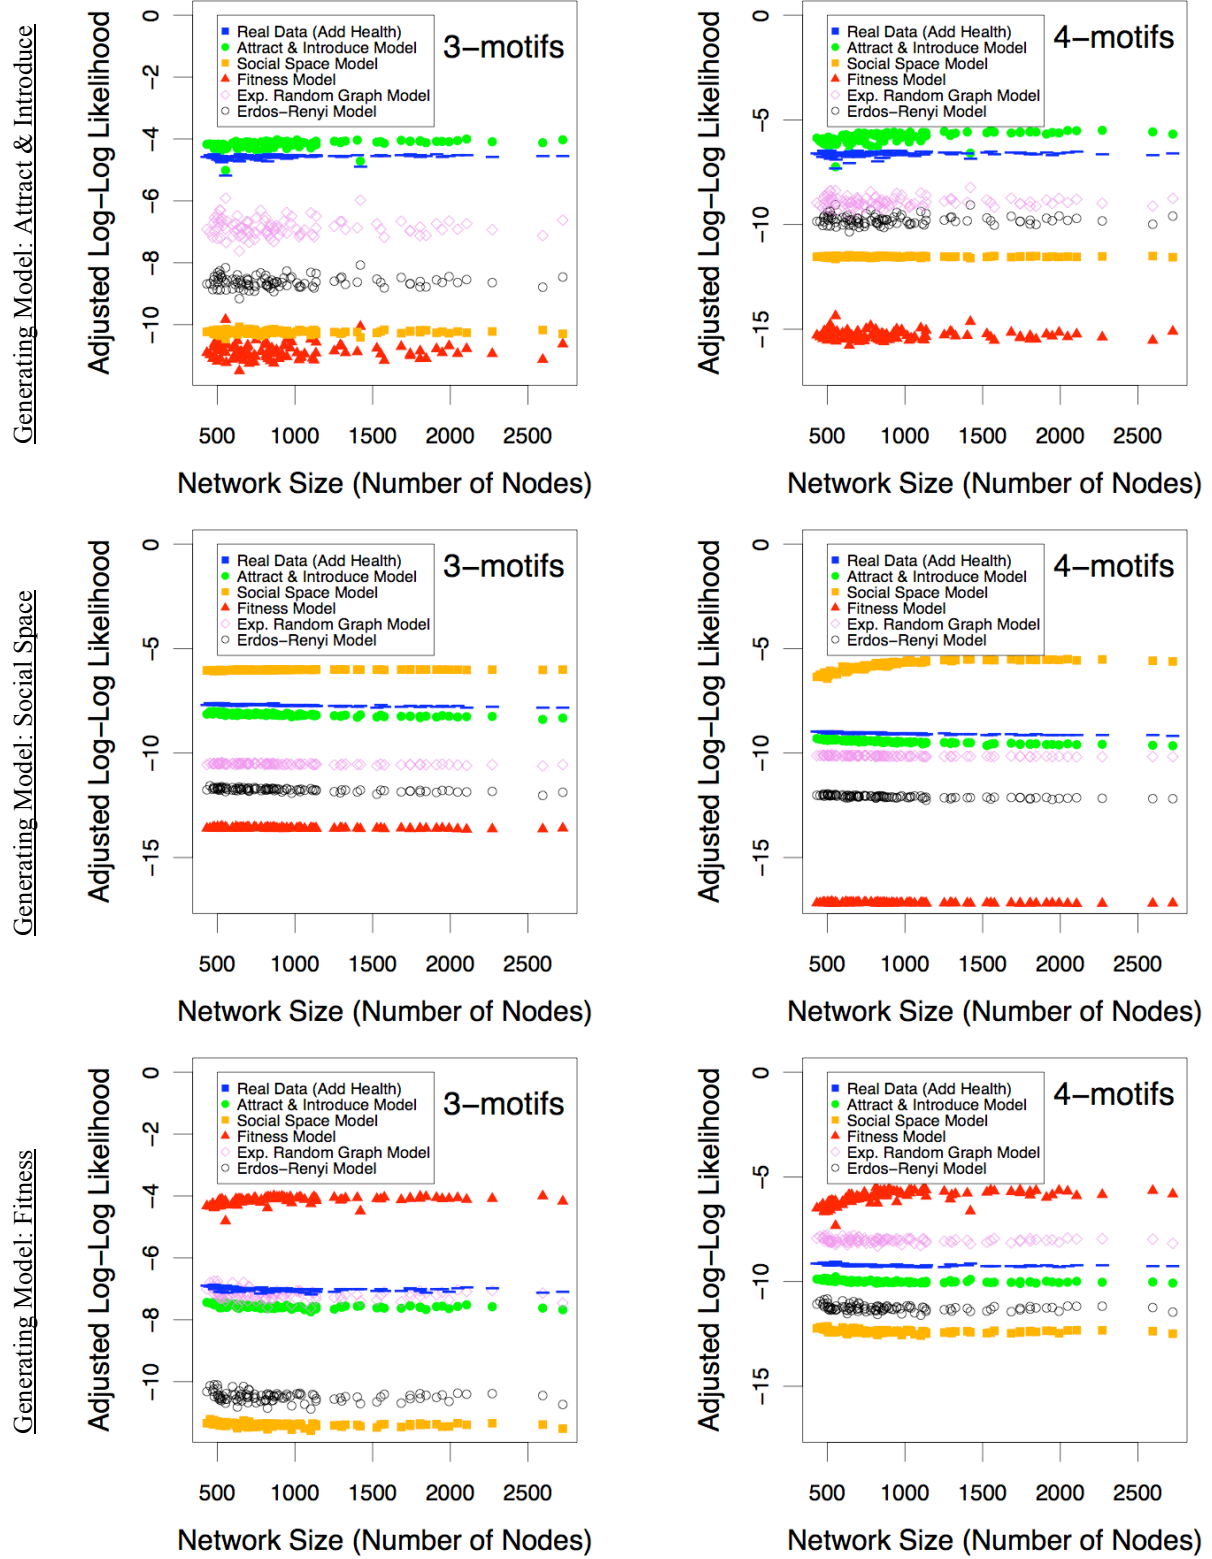 Generating Model: Attract & Introduce
Adjusted Log−Log Likelihood
0
−2
−4
−6
−8
−10
Real Data (Add Health)
Attract & Introduce Model
Social Space Model
Fitness Model
Exp. Random Graph Model
Erdos−Renyi Model
3−motifs
500 1000 1500 2000 2500
Network Size (Number of Nodes)
Adjusted Log−Log Likelihood
0
−5
−10
−15
Real Data (Add Health)
Attract & Introduce Model
Social Space Model
Fitness Model
Exp. Random Graph Model
Erdos−Renyi Model
4−motifs
500 1000 1500 2000 2500
Network Size (Number of Nodes)
Generating Model: Social Space
Adjusted Log−Log Likelihood
0
−5
−10
−15
Real Data (Add Health)
Attract & Introduce Model
Social Space Model
Fitness Model
Exp. Random Graph Model
Erdos−Renyi Model
3−motifs
500 1000 1500 2000 2500
Network Size (Number of Nodes)
Adjusted Log−Log Likelihood
0
−5
−10
−15
Real Data (Add Health)
Attract & Introduce Model
Social Space Model
Fitness Model
Exp. Random Graph Model
Erdos−Renyi Model
4−motifs
500 1000 1500 2000 2500
Network Size (Number of Nodes)
Generating Model: Fitness
Adjusted Log−Log Likelihood
0
−2
−4
−6
−8
−10
Real Data (Add Health)
Attract & Introduce Model
Social Space Model
Fitness Model
Exp. Random Graph Model
Erdos−Renyi Model
3−motifs
500 1000 1500 2000 2500
Network Size (Number of Nodes)
Adjusted Log−Log Likelihood
0
−5
−10
−15
Real Data (Add Health)
Attract & Introduce Model
Social Space Model
Fitness Model
Exp. Random Graph Model
Erdos−Renyi Model
4−motifs
500 1000 1500 2000 2500
Network Size (Number of Nodes)